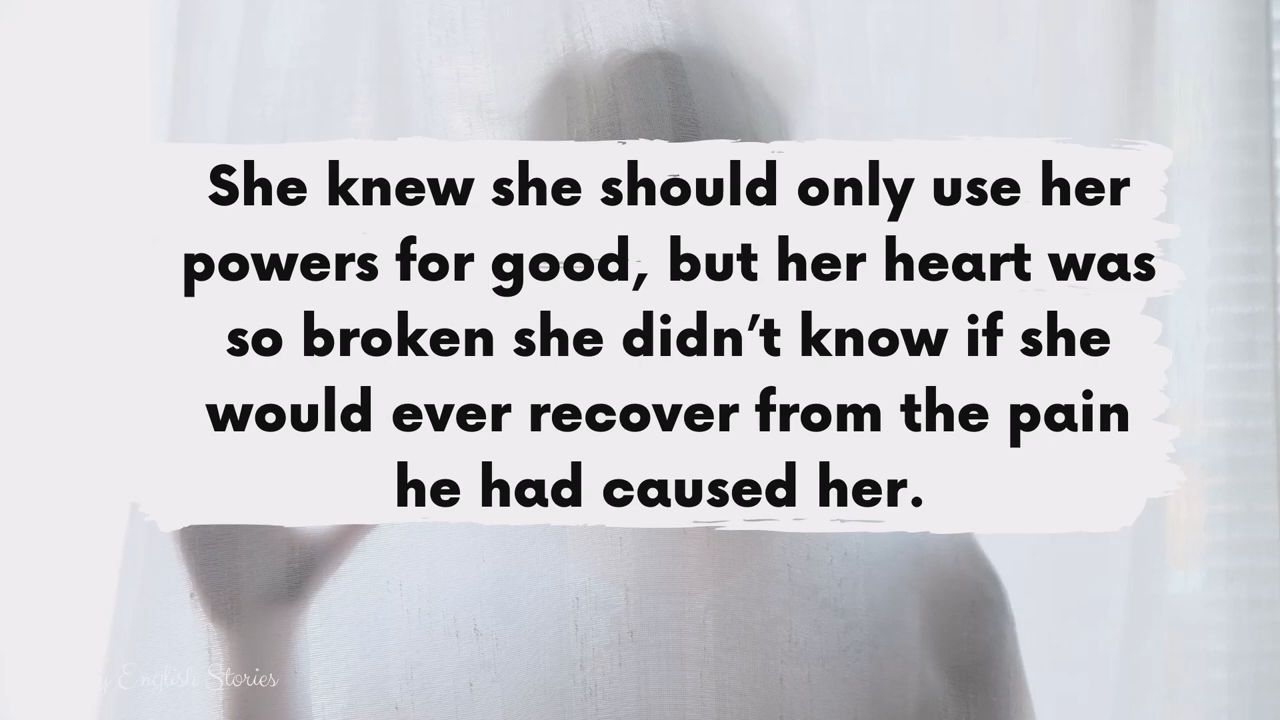 She knew she should only use her
powers for good, but her heart was
so broken she didn’t know if she
would ever recover from the pain
he had caused her.
English Stories